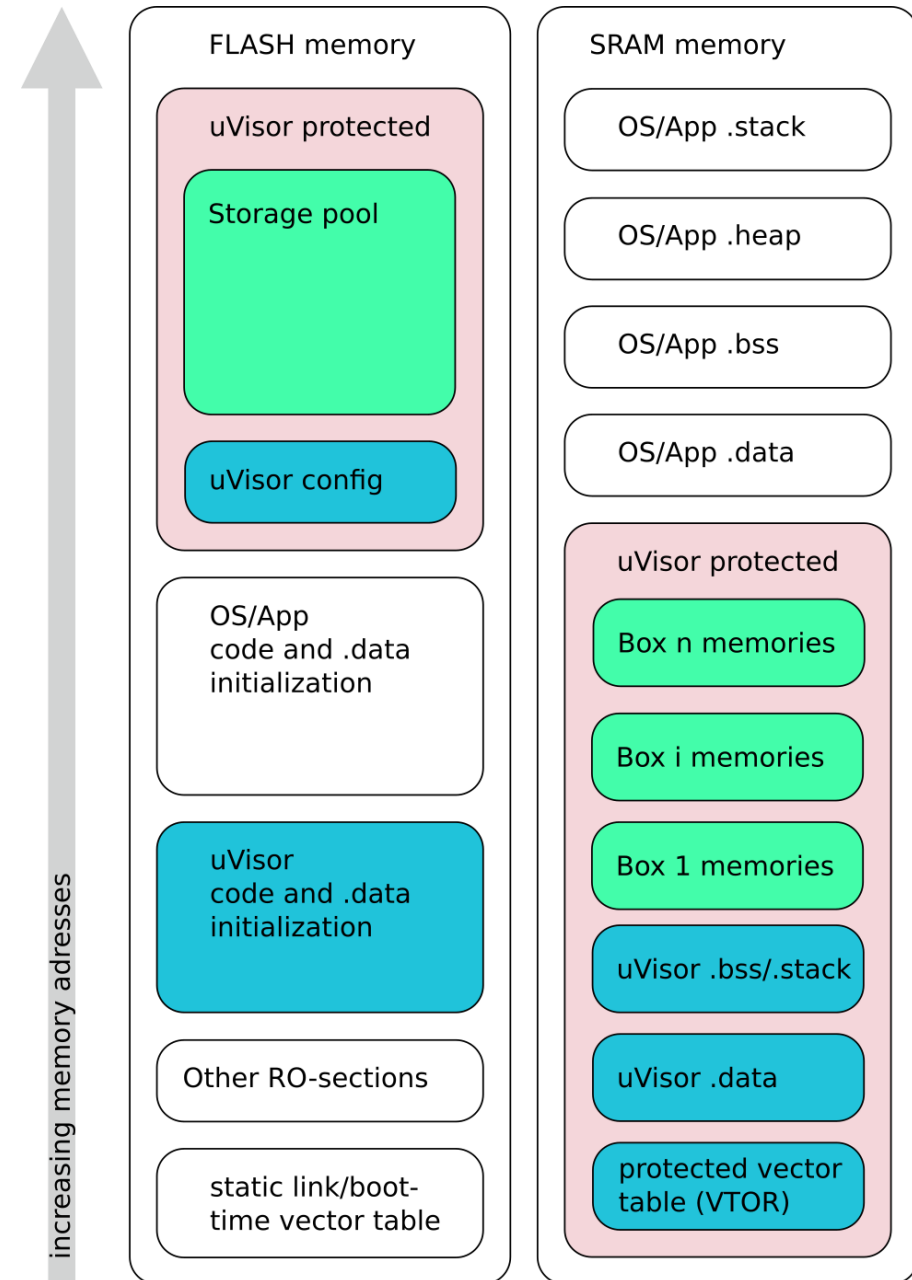 FLASH memory
uVisor protected
Storage pool
uVisor config
OS/App
code and .data
initialization
uVisor
code and .data
initialization
Other RO-sections
static link/boot-
time vector table
SRAM memory
OS/App .stack
OS/App .heap
OS/App .bss
OS/App .data
uVisor protected
Box n memories
Box i memories
Box 1 memories
uVisor .bss/.stack
uVisor .data
protected vector
table (VTOR)
increasing memory adresses